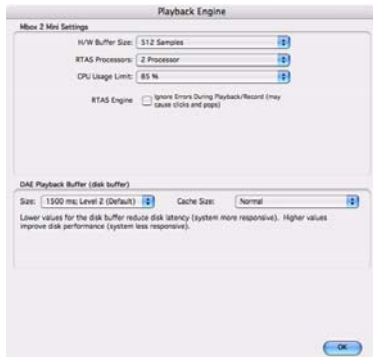 Playback Engine
Mbox 2 Mini Settings
H/W Buffer Size: 512 Samples
RTAS Processors: 2 Processor
CPU Usage Limit: 85 %
RTAS Engine Ignore Errors During Playback/Record (may
cause clicks and pops)
DAE Playback Buffer (disk buffer)
Size: 1500 ms; Level 2 (Default) Cache Size: Normal
Lower values for the disk buffer reduce disk latency (system more responsive). Higher values
improve disk performance (system less responsive).
OK